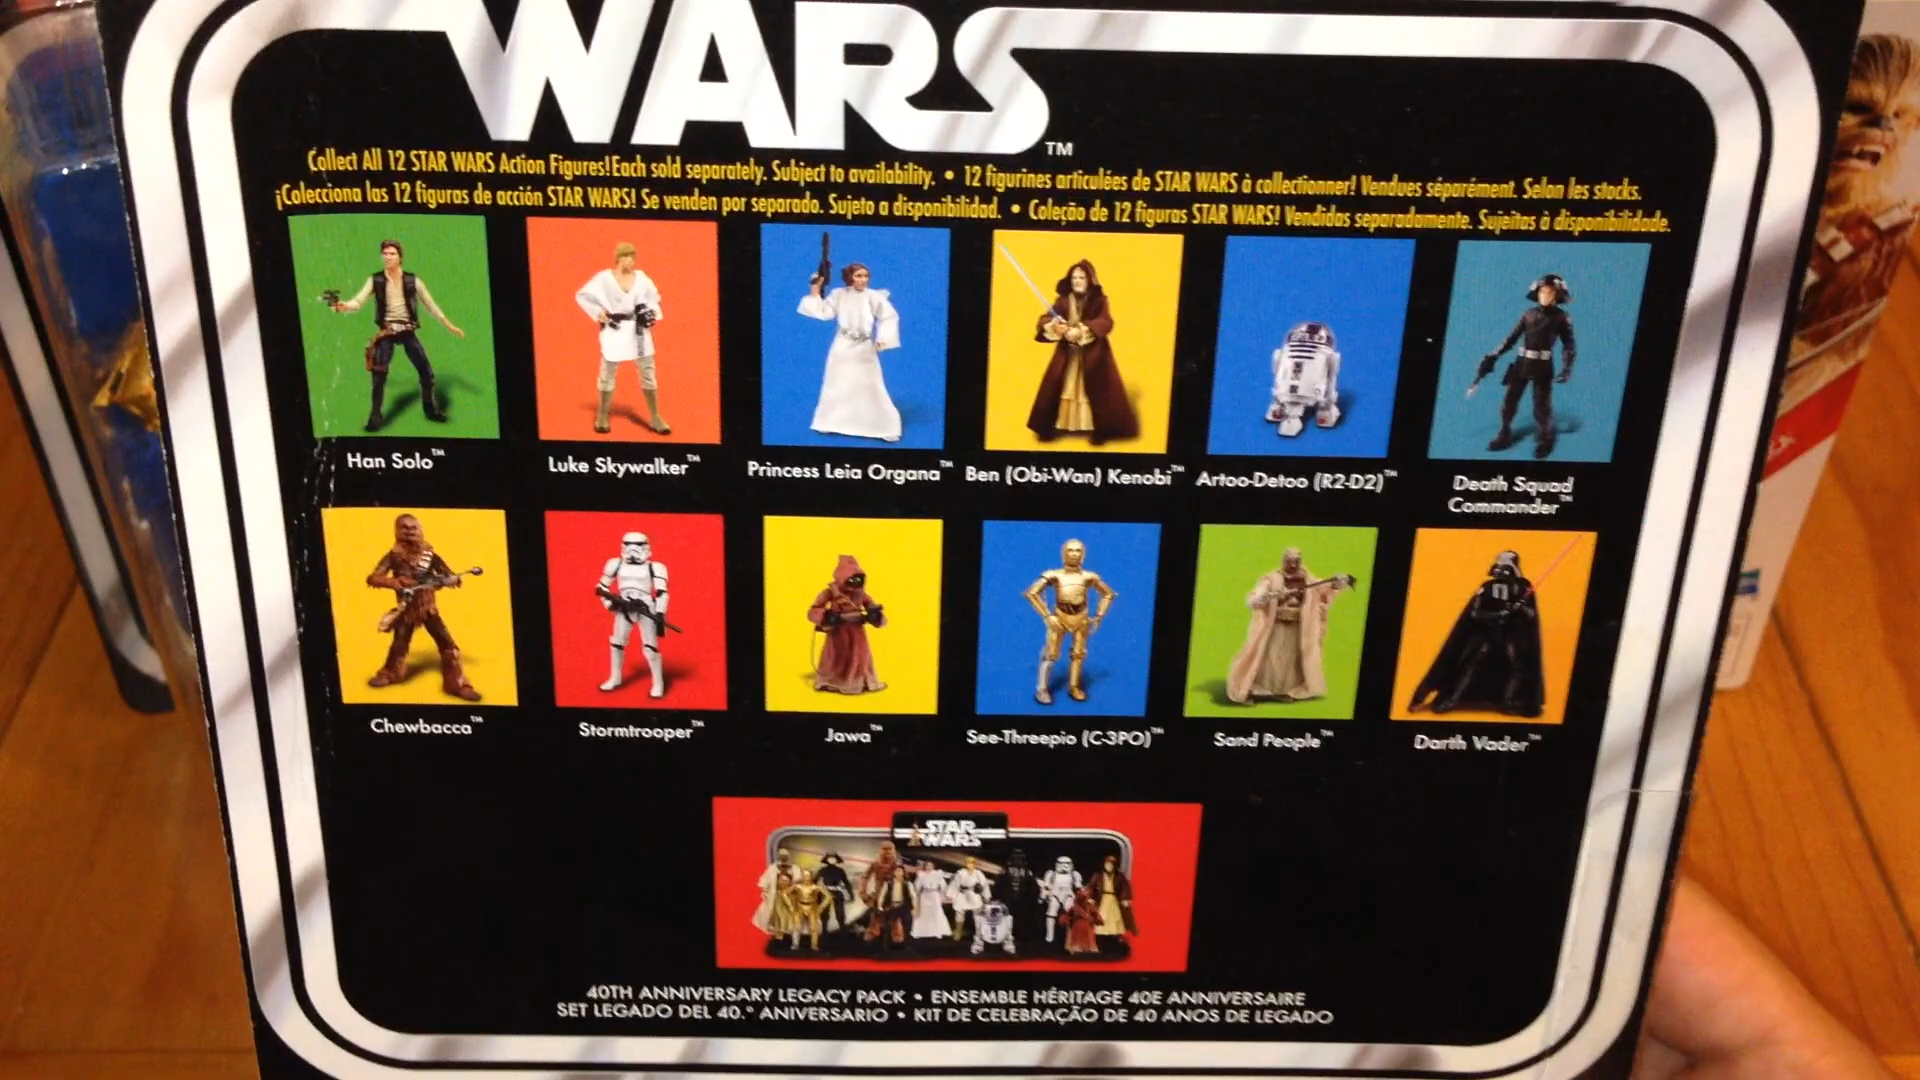 WARS™
Collect All 12 STAR WARS Action Figures! Each sold separately. Subject to availability. • 12 figurines articulées de STAR WARS à collectionner! Vendues séparément. Selon les stocks.
¡Colecciona las 12 figuras de acción STAR WARS! Se venden por separado. Sujeto a disponibilidad. • Coleção de 12 figuras STAR WARS! Vendidas separadamente. Sujeitas à disponibilidade.
Han Solo™
Luke Skywalker™
Princess Leia Organa™
Ben (Obi-Wan) Kenobi™
Artoo-Detoo (R2-D2)™
Death Squad
Commander™
Chewbacca™
Stormtrooper™
Jawa™
See-Threepio (C-3PO)™
Sand People™
Darth Vader™
STAR
WARS
40TH ANNIVERSARY LEGACY PACK • ENSEMBLE HÉRITAGE 40E ANNIVERSAIRE
SET LEGADO DEL 40.° ANIVERSARIO • KIT DE CELEBRAÇÃO DE 40 ANOS DE LEGADO